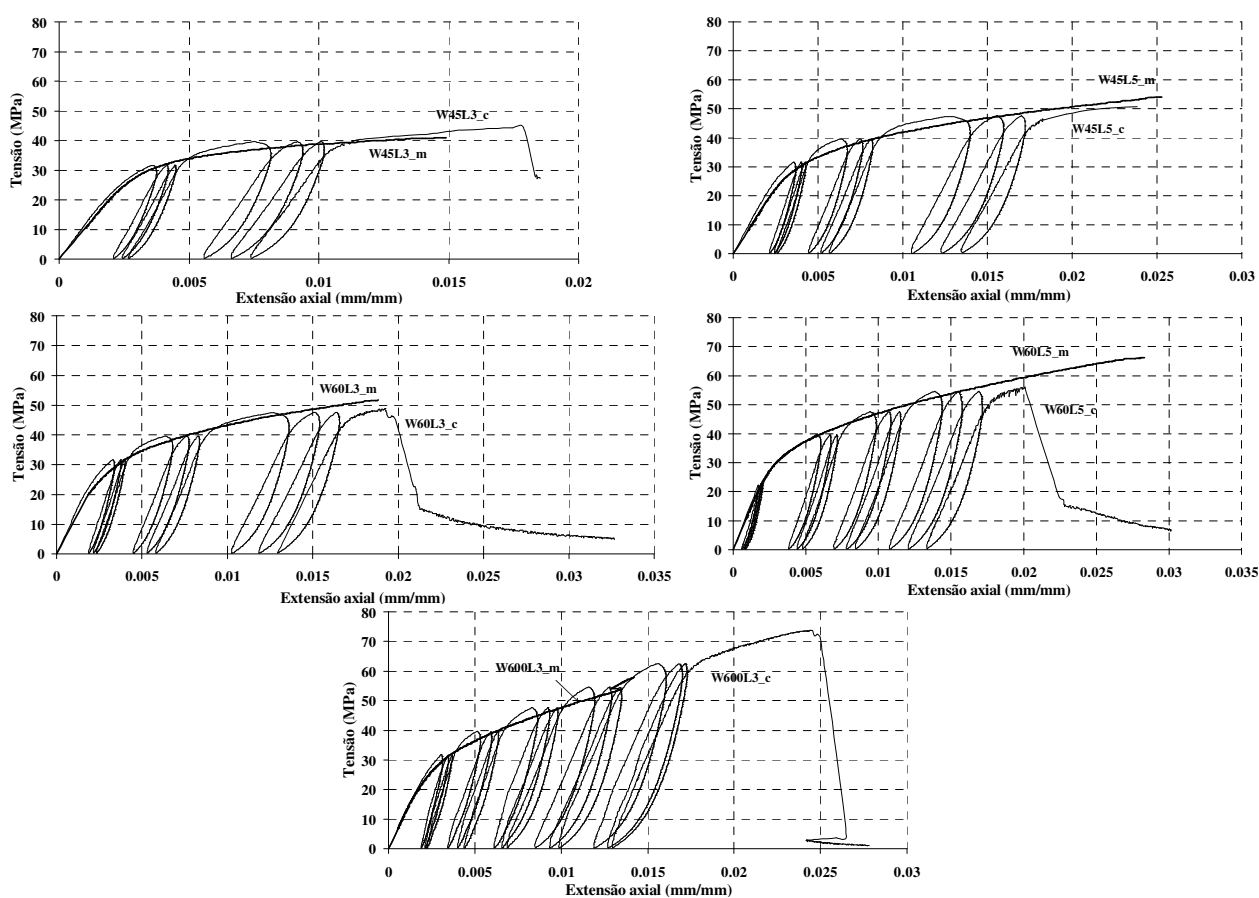 80
70
60
50
40
30
20
10
0
Tensão (MPa)
W45L3_c
W45L3_m
0 0.005 0.01 0.015 0.02
Extensão axial (mm/mm)
80
70
60
50
40
30
20
10
0
Tensão (MPa)
W45L5_m
W45L5_c
0 0.005 0.01 0.015 0.02 0.025 0.03
Extensão axial (mm/mm)
80
70
60
50
40
30
20
10
0
Tensão (MPa)
W60L3_m
W60L3_c
0 0.005 0.01 0.015 0.02 0.025 0.03 0.035
Extensão axial (mm/mm)
80
70
60
50
40
30
20
10
0
Tensão (MPa)
W60L5_m
W60L5_c
0 0.005 0.01 0.015 0.02 0.025 0.03 0.035
Extensão axial (mm/mm)
80
70
60
50
40
30
20
10
0
Tensão (MPa)
W600L3_m
W600L3_c
0 0.005 0.01 0.015 0.02 0.025 0.03
Extensão axial (mm/mm)